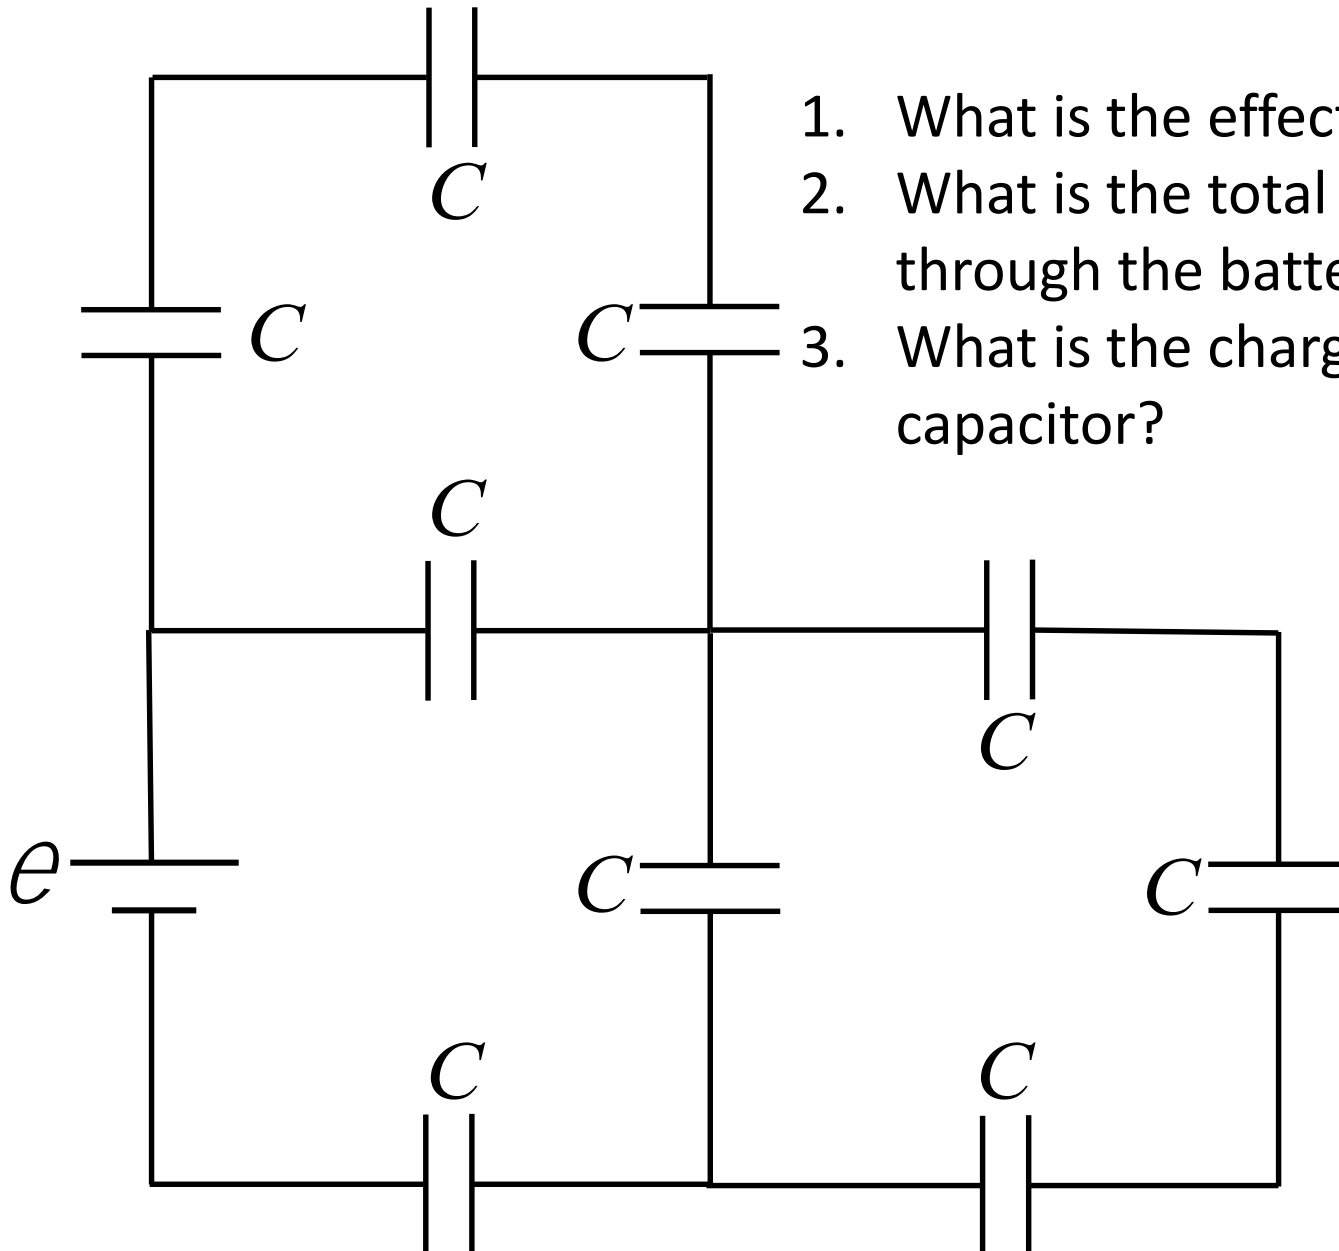 C
1. What is the effec
2. What is the total
through the batte
3. What is the charg
capacitor?
C
C
C
C
e
C
C
C
C